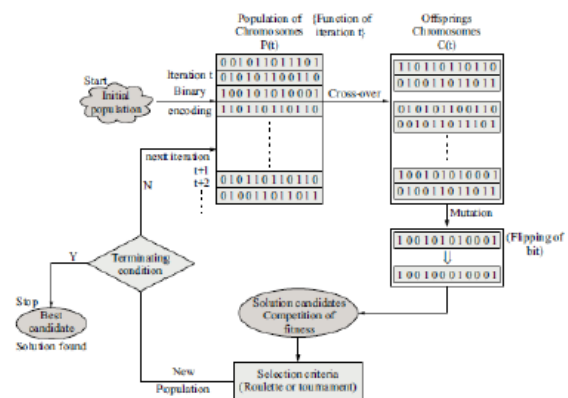 Population of
Chromosomes
P(t)
{Function of
iteration t}
Offsprings
Chromosomes
C(t)
Start
Initial
population
Iteration t
Binary
encoding
0 0 1 0 1 1 0 1 1 1 0 1
0 1 0 1 0 1 1 0 0 1 1 0
1 0 0 1 0 1 0 1 0 0 0 1
1 1 0 1 1 0 1 1 0 1 1 0
Cross-over
1 1 0 1 1 0 1 1 0 1 1 0
0 1 0 0 1 1 0 1 1 0 1 1
0 1 0 1 0 1 1 0 0 1 1 0
0 0 1 0 1 1 0 1 1 1 0 1
next iteration
t+1
t+2
N
0 1 0 1 1 0 1 1 0 1 1 0
0 1 0 0 1 1 0 1 1 0 1 1
1 0 0 1 0 1 0 1 0 0 0 1
0 1 0 0 1 1 0 1 1 0 1 1
Mutation
1 0 0 1 0 1 0 1 0 0 0 1
⇓
1 0 0 1 0 0 0 1 0 0 0 1
(Flipping of
bit)
Y
Terminating
condition
Stop
Best
candidate
Solution found
Solution candidates
Competition of
fitness
New
Population
Selection criteria
(Roulette or tournament)